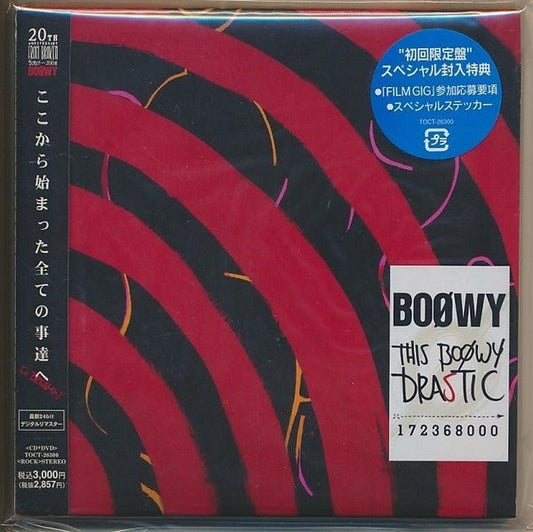 20TH
ANNIVERSARY
BOØWY
ここから始まった全ての事達へ
最新24bit
デジタルリマスター
<CD+DVD>
TOCT-26300
<ROCK>STEREO
税込3,000円
(税抜2,857円)
"初回限定盤"
スペシャル封入特典
●「FILM GIG」参加応募要項
●スペシャルステッカー
TOCT-26300
プラ
BOØWY
THIS BOØWY
DRASTIC
172368000